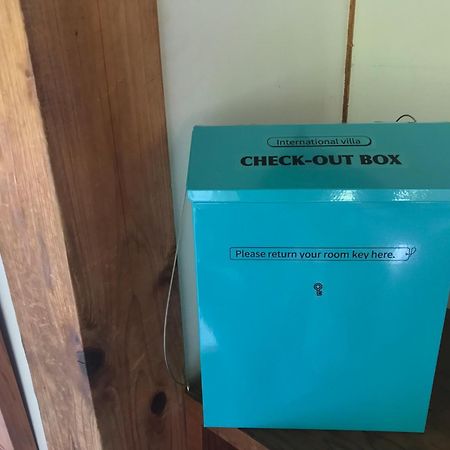 International villa
CHECK-OUT BOX
Please return your room key here.